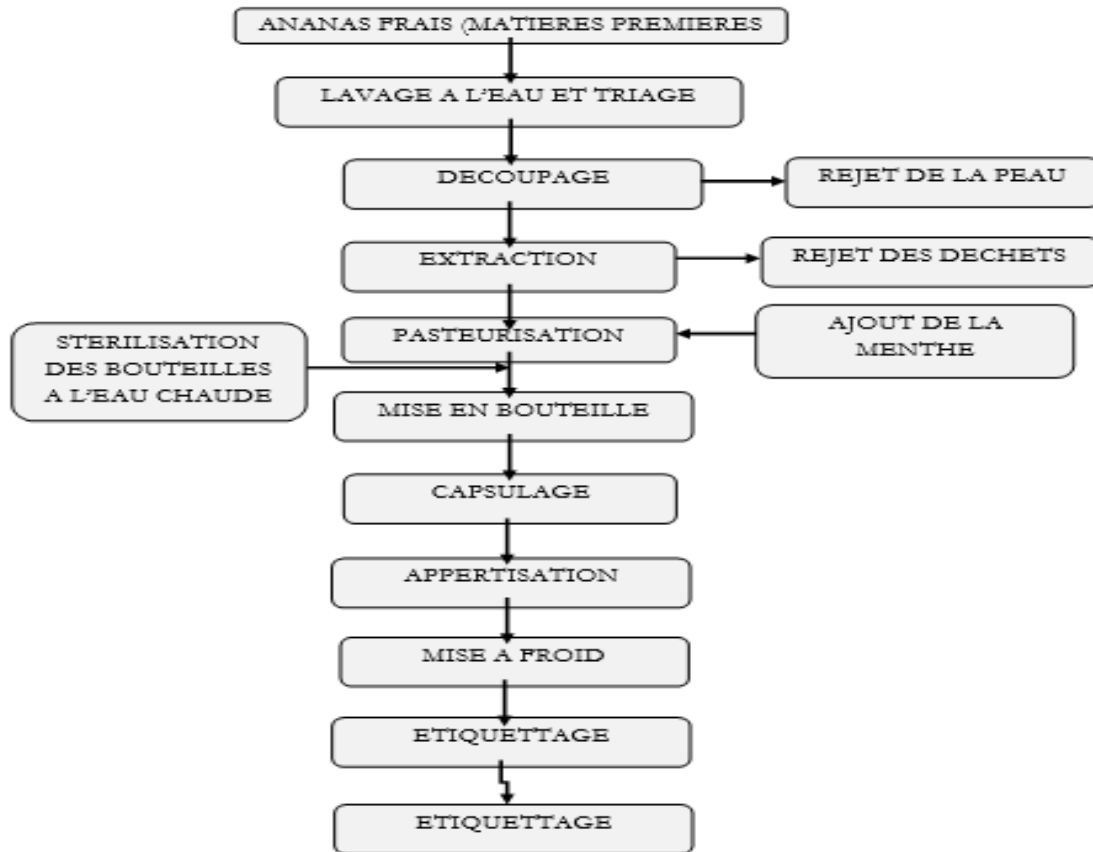 ANANAS FRAIS (MATIERES PREMIERES
LAVAGE A L'EAU ET TRIAGE
DECOUPAGE
REJET DE LA PEAU
EXTRACTION
REJET DES DECHETS
PASTEURISATION
AJOUT DE LA
MENTHE
STERILISATION
DES BOUTEILLES
A L'EAU CHAUDE
MISE EN BOUTEILLE
CAPSULAGE
APPERTISATION
MISE A FROID
ETIQUETTAGE
ETIQUETTAGE